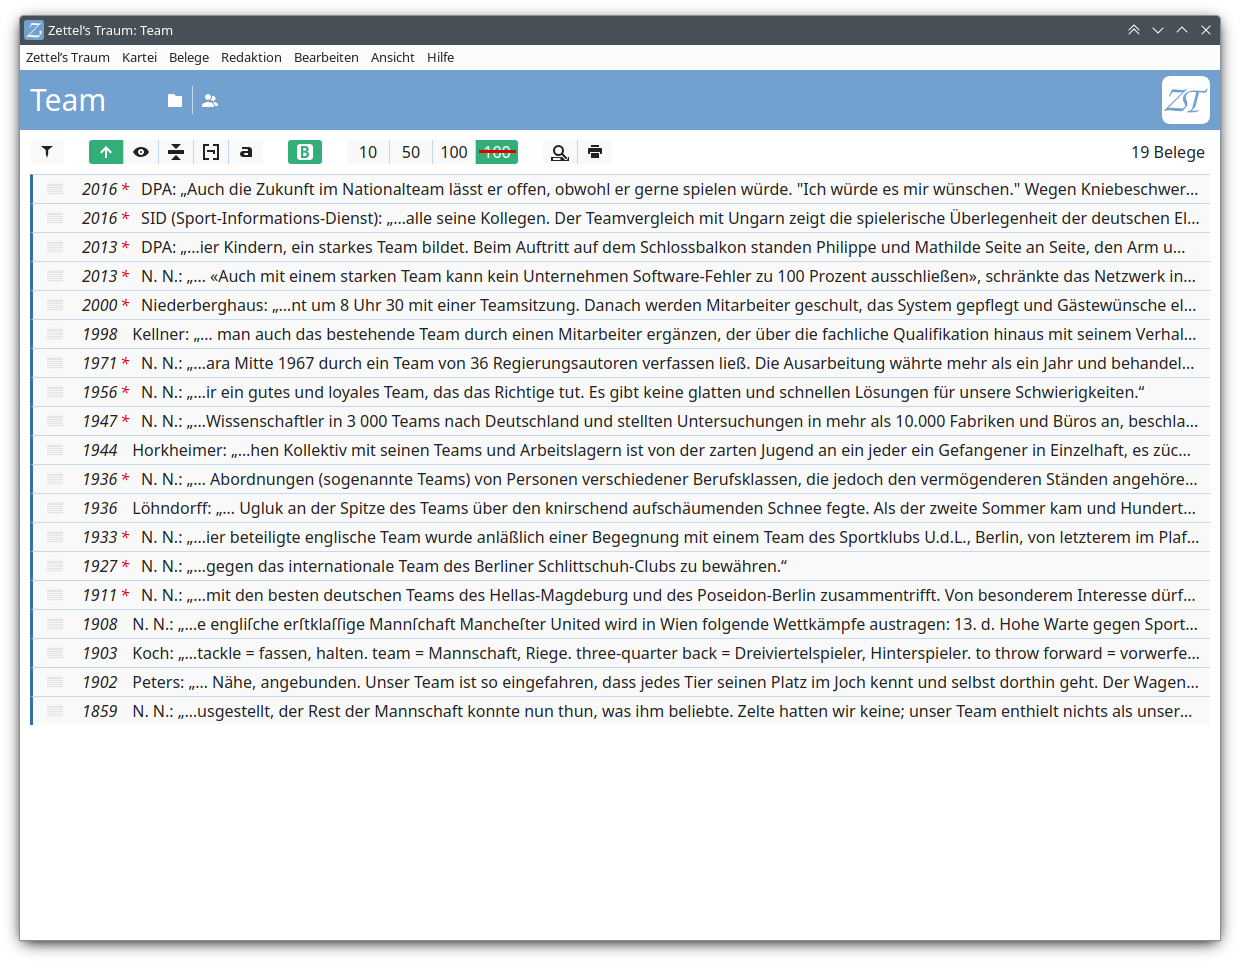 Zettel’s Traum: Team
Zettel’s Traum Kartei Belege Redaktion Bearbeiten Ansicht Hilfe
Team
ZT
a B 10 50 100 100 19 Belege
2016 * DPA: „Auch die Zukunft im Nationalteam lässt er offen, obwohl er gerne spielen würde. "Ich würde es mir wünschen." Wegen Kniebeschwer…
2016 * SID (Sport-Informations-Dienst): „…alle seine Kollegen. Der Teamvergleich mit Ungarn zeigt die spielerische Überlegenheit der deutschen El…
2013 * DPA: „…ier Kindern, ein starkes Team bildet. Beim Auftritt auf dem Schlossbalkon standen Philippe und Mathilde Seite an Seite, den Arm u…
2013 * N. N.: „… «Auch mit einem starken Team kann kein Unternehmen Software-Fehler zu 100 Prozent ausschließen», schränkte das Netzwerk in…
2000 * Niederberghaus: „…nt um 8 Uhr 30 mit einer Teamsitzung. Danach werden Mitarbeiter geschult, das System gepflegt und Gästewünsche el…
1998 Kellner: „… man auch das bestehende Team durch einen Mitarbeiter ergänzen, der über die fachliche Qualifikation hinaus mit seinem Verhal…
1971 * N. N.: „…ara Mitte 1967 durch ein Team von 36 Regierungsautoren verfassen ließ. Die Ausarbeitung währte mehr als ein Jahr und behandel…
1956 * N. N.: „…ir ein gutes und loyales Team, das das Richtige tut. Es gibt keine glatten und schnellen Lösungen für unsere Schwierigkeiten.“
1947 * N. N.: „…Wissenschaftler in 3 000 Teams nach Deutschland und stellten Untersuchungen in mehr als 10.000 Fabriken und Büros an, beschla…
1944 Horkheimer: „…hen Kollektiv mit seinen Teams und Arbeitslagern ist von der zarten Jugend an ein jeder ein Gefangener in Einzelhaft, es züc…
1936 * N. N.: „… Abordnungen (sogenannte Teams) von Personen verschiedener Berufsklassen, die jedoch den vermögenderen Ständen angehöre…
1936 Löhndorff: „… Ugluk an der Spitze des Teams über den knirschend aufschäumenden Schnee fegte. Als der zweite Sommer kam und Hundert…
1933 * N. N.: „…ier beteiligte englische Team wurde anläßlich einer Begegnung mit einem Team des Sportklubs U.d.L., Berlin, von letzterem im Plaf…
1927 * N. N.: „…gegen das internationale Team des Berliner Schlittschuh-Clubs zu bewähren.“
1911 * N. N.: „…mit den besten deutschen Teams des Hellas-Magdeburg und des Poseidon-Berlin zusammentrifft. Von besonderem Interesse dürf…
1908 N. N.: „…e engliſche erſtklaſſige Mannſchaft Mancheſter United wird in Wien folgende Wettkämpfe austragen: 13. d. Hohe Warte gegen Sport…
1903 Koch: „…tackle = fassen, halten. team = Mannschaft, Riege. three-quarter back = Dreiviertelspieler, Hinterspieler. to throw forward = vorwerfe…
1902 Peters: „… Nähe, angebunden. Unser Team ist so eingefahren, dass jedes Tier seinen Platz im Joch kennt und selbst dorthin geht. Der Wagen…
1859 N. N.: „…usgestellt, der Rest der Mannschaft konnte nun thun, was ihm beliebte. Zelte hatten wir keine; unser Team enthielt nichts als unser…